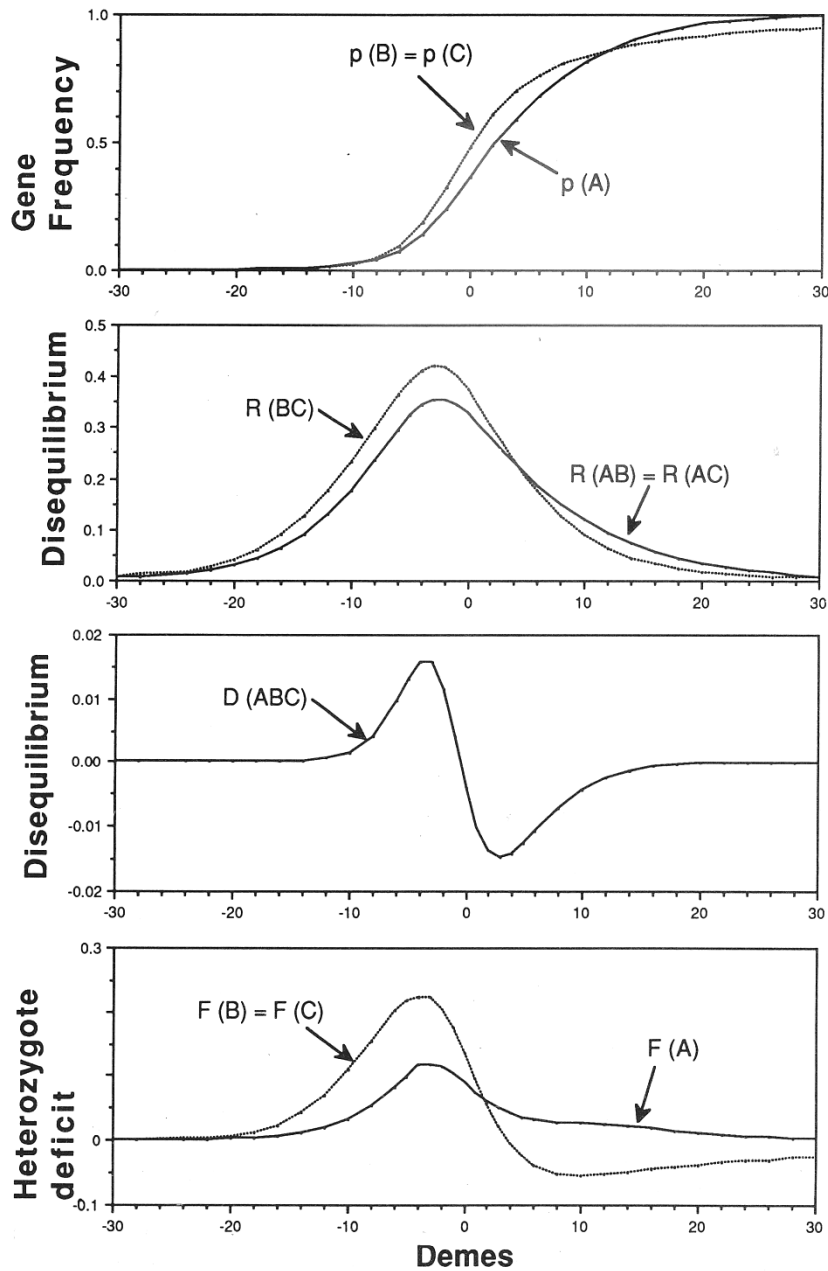 Gene
Frequency
1.0
0.5
0.0
p (B) = p (C)
p (A)
-30 -20 -10 0 10 20 30
Disequilibrium
0.5
0.4
0.3
0.2
0.1
0.0
R (BC)
R (AB) = R (AC)
-30 -20 -10 0 10 20 30
Disequilibrium
0.02
0.01
0.00
-0.01
-0.02
D (ABC)
-30 -20 -10 0 10 20 30
Heterozygote
deficit
0.3
0
-0.1
F (B) = F (C)
F (A)
-30 -20 -10 0 10 20 30
Demes